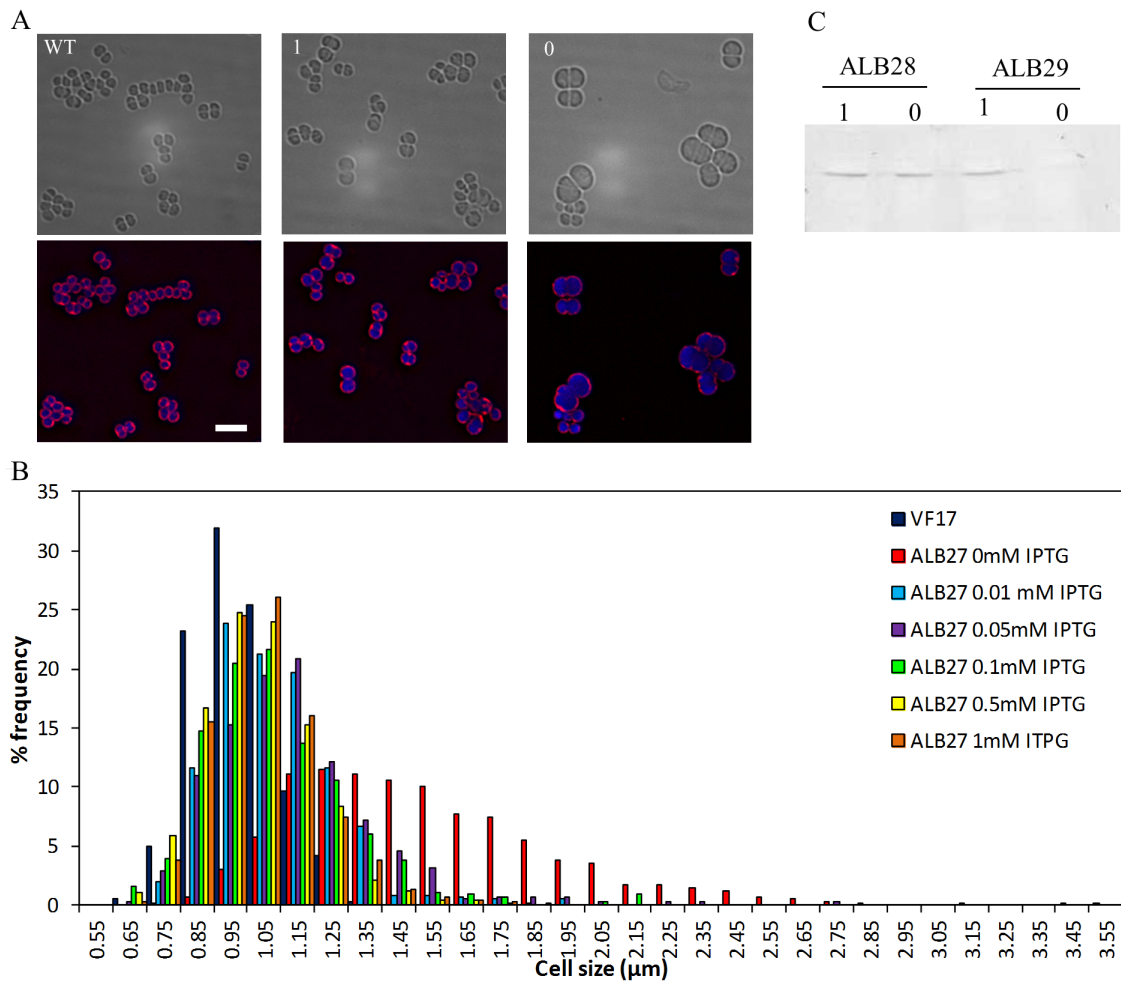 A
WT
1
0
C
ALB28 ALB29
1 0 1 0
B
% frequency
35
30
25
20
15
10
5
0
VF17
ALB27 0mM IPTG
ALB27 0.01 mM IPTG
ALB27 0.05mM IPTG
ALB27 0.1mM IPTG
ALB27 0.5mM IPTG
ALB27 1mM ITPG
0.55 0.65 0.75 0.85 0.95 1.05 1.15 1.25 1.35 1.45 1.55 1.65 1.75 1.85 1.95 2.05 2.15 2.25 2.35 2.45 2.55 2.65 2.75 2.85 2.95 3.05 3.15 3.25 3.35 3.45 3.55
Cell size (μm)